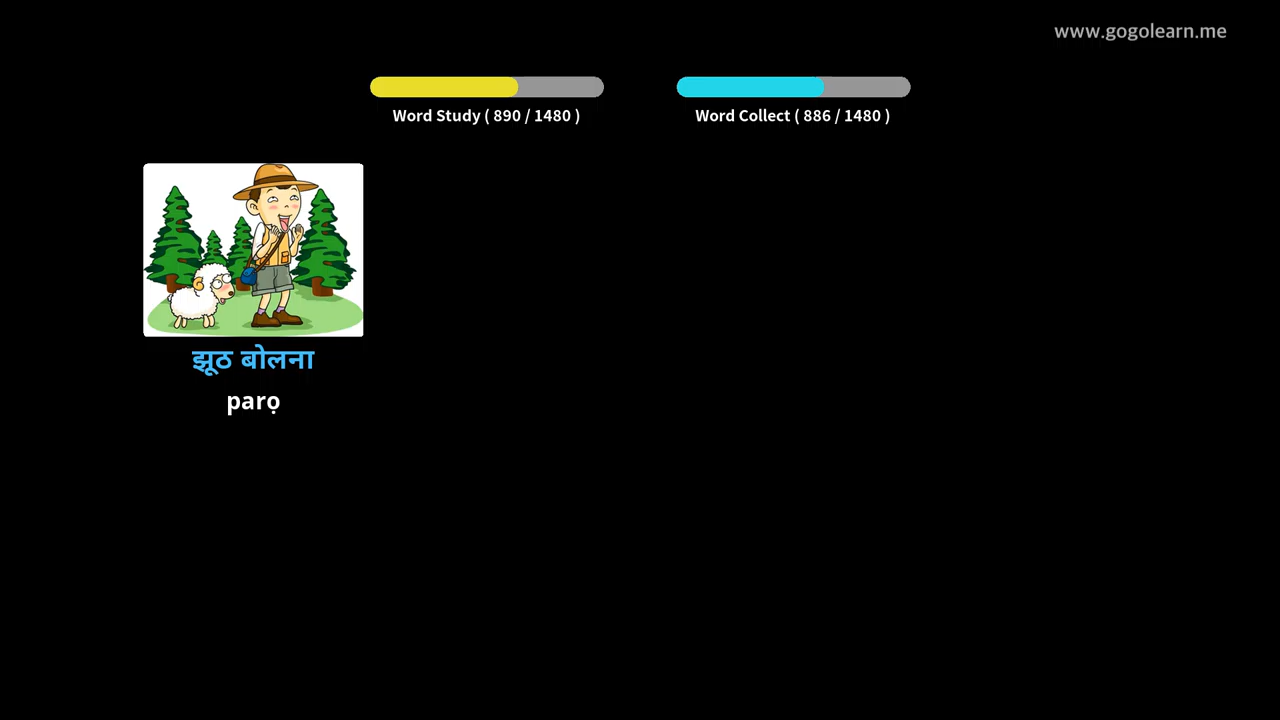 www.gogolearn.me
Word Study ( 890 / 1480 )
Word Collect ( 886 / 1480 )
झूठ बोलना
parọ